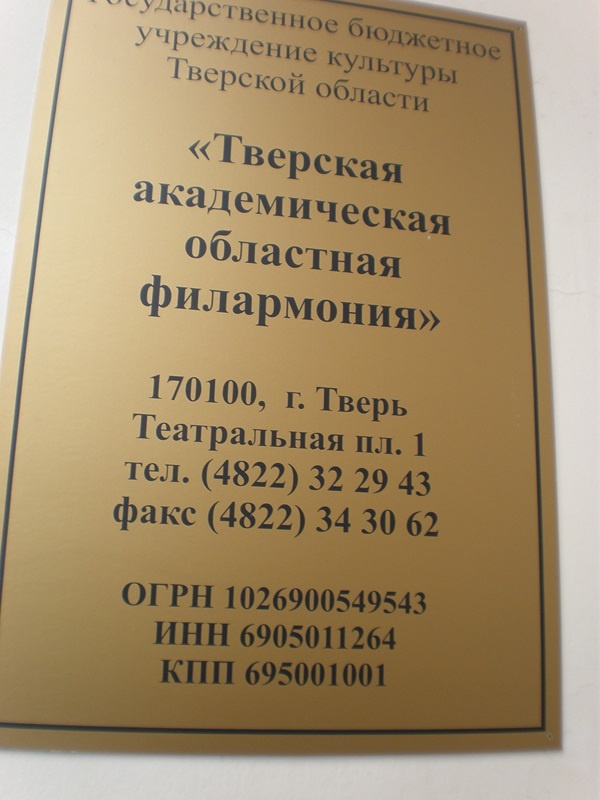 Государственное бюджетное
учреждение культуры
Тверской области
«Тверская
академическая
областная
филармония»
170100, г. Тверь
Театральная пл. 1
тел. (4822) 32 29 43
факс (4822) 34 30 62
ОГРН 1026900549543
ИНН 6905011264
КПП 695001001